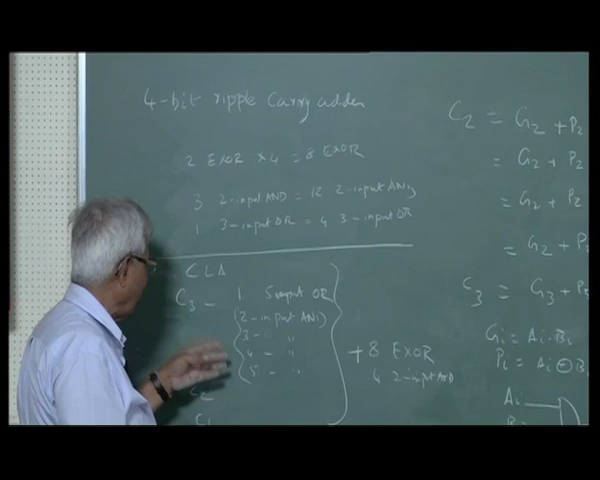 4-bit ripple carry adder
2 EXOR × 4 = 8 EXOR
3 2-input AND = 12 2-input AND
1 3-input OR = 4 3-input OR
CLA
C3 – 1 5 input OR
(2-input AND
3 - "
4 - "
5 - "
C2
C1
+ 8 EXOR
4 2-input AND
C2 = G2 + P2
= G2 + P2
= G2 + P2
= G2 + P2
C3 = G3 + P3
Gi = Ai · Bi
Pi = Ai ⊕ B
Ai
B